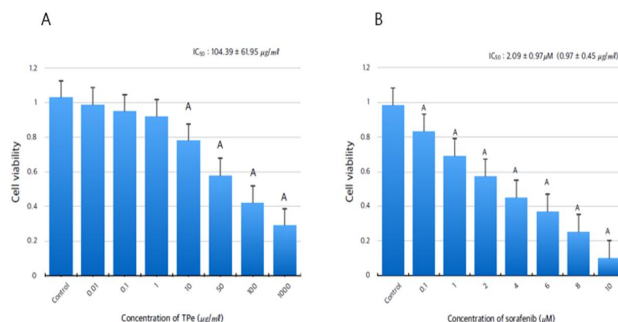 A
IC50 : 104.39 ± 61.95 µg/mℓ
1.2
1
0.8
0.6
0.4
0.2
0
Cell viability
A
A
A
A
Control
0.01
0.1
1
10
50
100
1000
Concentration of TPe (µg/mℓ)
B
IC50 : 2.09 ± 0.97µM (0.97 ± 0.45 µg/mℓ)
1.2
1
0.8
0.6
0.4
0.2
0
Cell viability
A
A
A
A
A
A
A
Control
0.1
1
2
4
6
8
10
Concentration of sorafenib (µM)